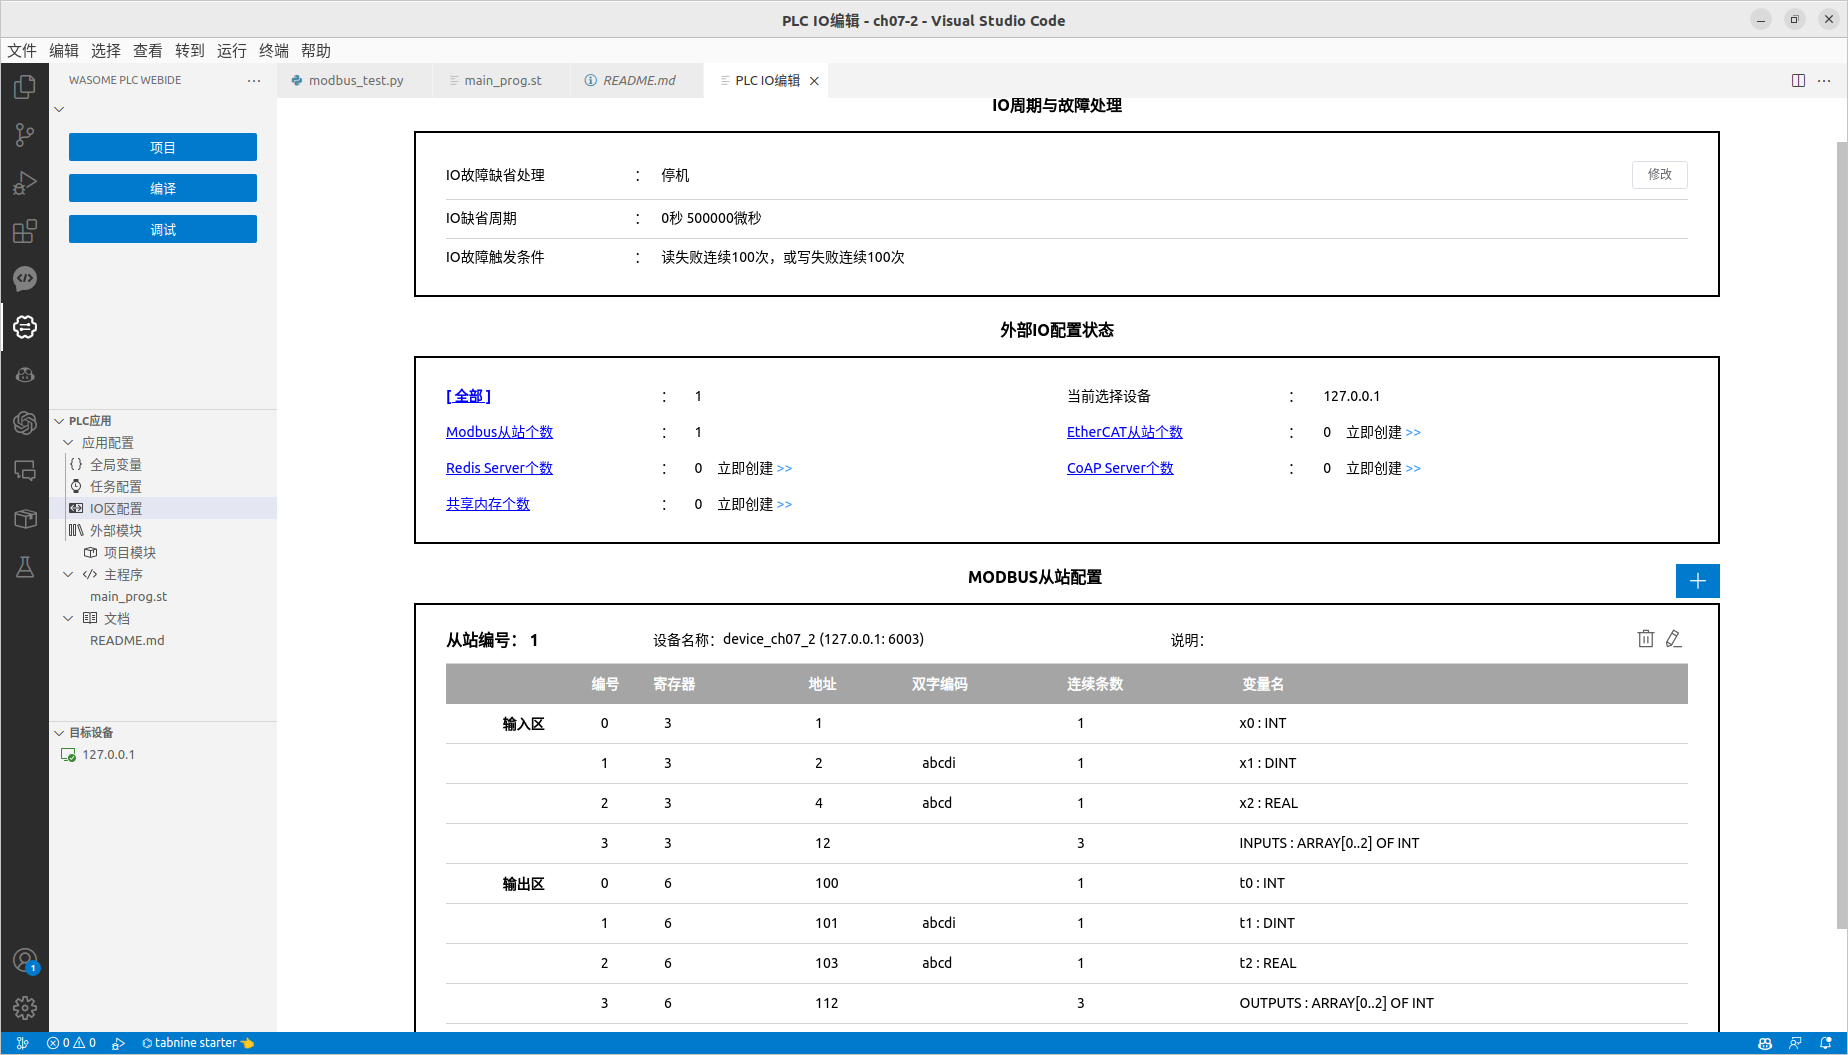 PLC IO编辑 - ch07-2 - Visual Studio Code
文件 编辑 选择 查看 转到 运行 终端 帮助
WASOME PLC WEBIDE
modbus_test.py
main_prog.st
README.md
PLC IO编辑
项目
编译
调试
PLC应用
应用配置
全局变量
任务配置
IO区配置
外部模块
项目模块
主程序
main_prog.st
文档
README.md
目标设备
127.0.0.1
IO周期与故障处理
IO故障缺省处理 : 停机 修改
IO缺省周期 : 0秒 500000微秒
IO故障触发条件 : 读失败连续100次，或写失败连续100次
外部IO配置状态
[ 全部 ] : 1 当前选择设备 : 127.0.0.1
Modbus从站个数 : 1 EtherCAT从站个数 : 0 立即创建 >>
Redis Server个数 : 0 立即创建 >> CoAP Server个数 : 0 立即创建 >>
共享内存个数 : 0 立即创建 >>
MODBUS从站配置
从站编号： 1 设备名称：device_ch07_2 (127.0.0.1: 6003) 说明：
编号 寄存器 地址 双字编码 连续条数 变量名
输入区 0 3 1 1 x0 : INT
1 3 2 abcdi 1 x1 : DINT
2 3 4 abcd 1 x2 : REAL
3 3 12 3 INPUTS : ARRAY[0..2] OF INT
输出区 0 6 100 1 t0 : INT
1 6 101 abcdi 1 t1 : DINT
2 6 103 abcd 1 t2 : REAL
3 6 112 3 OUTPUTS : ARRAY[0..2] OF INT
1
0 0 tabnine starter